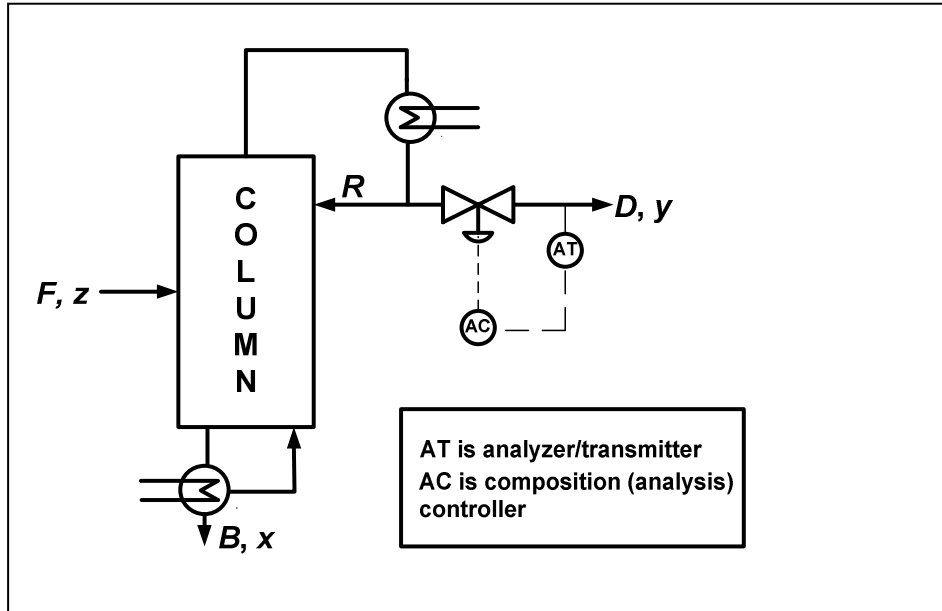 R
D, y
C
O
L
U
M
N
AT
F, z
AC
AT is analyzer/transmitter
AC is composition (analysis)
controller
B, x